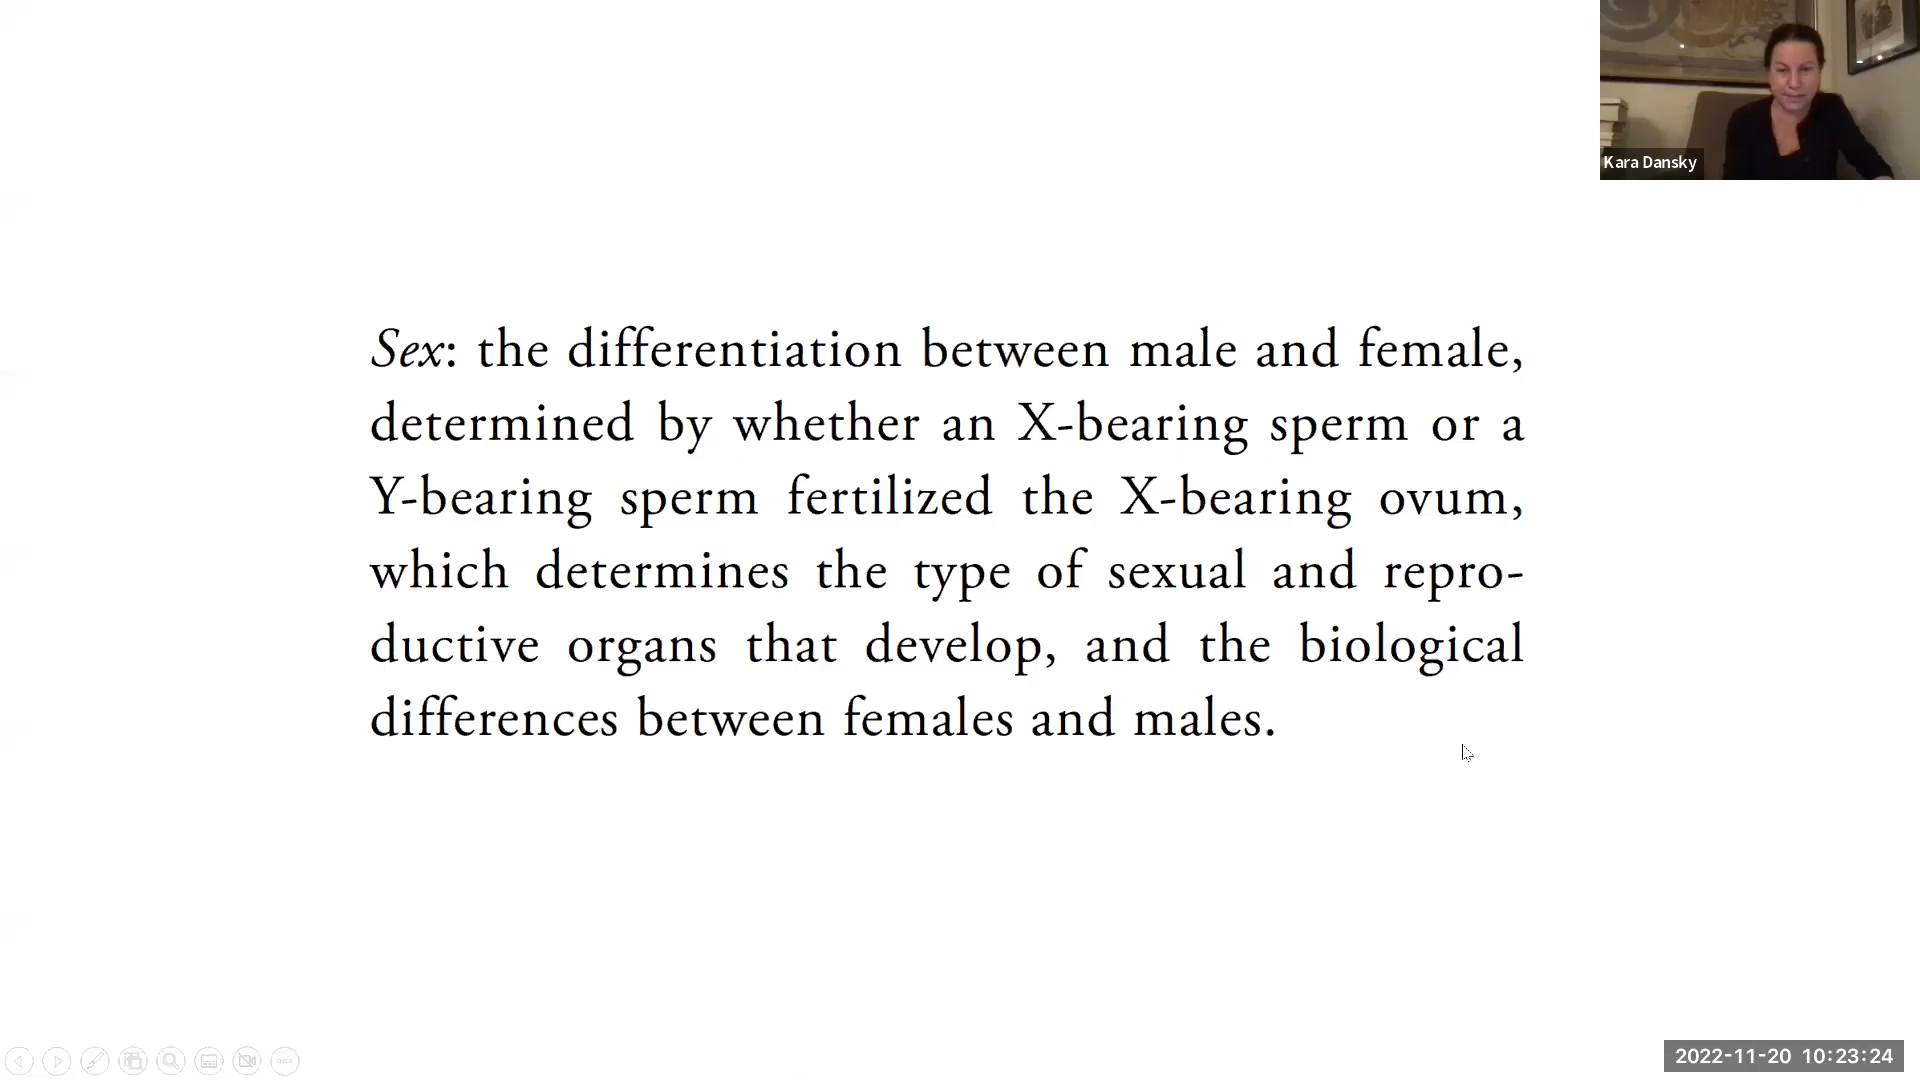 Kara Dansky
Sex: the differentiation between male and female,
determined by whether an X-bearing sperm or a
Y-bearing sperm fertilized the X-bearing ovum,
which determines the type of sexual and repro-
ductive organs that develop, and the biological
differences between females and males.
2022-11-20 10:23:24